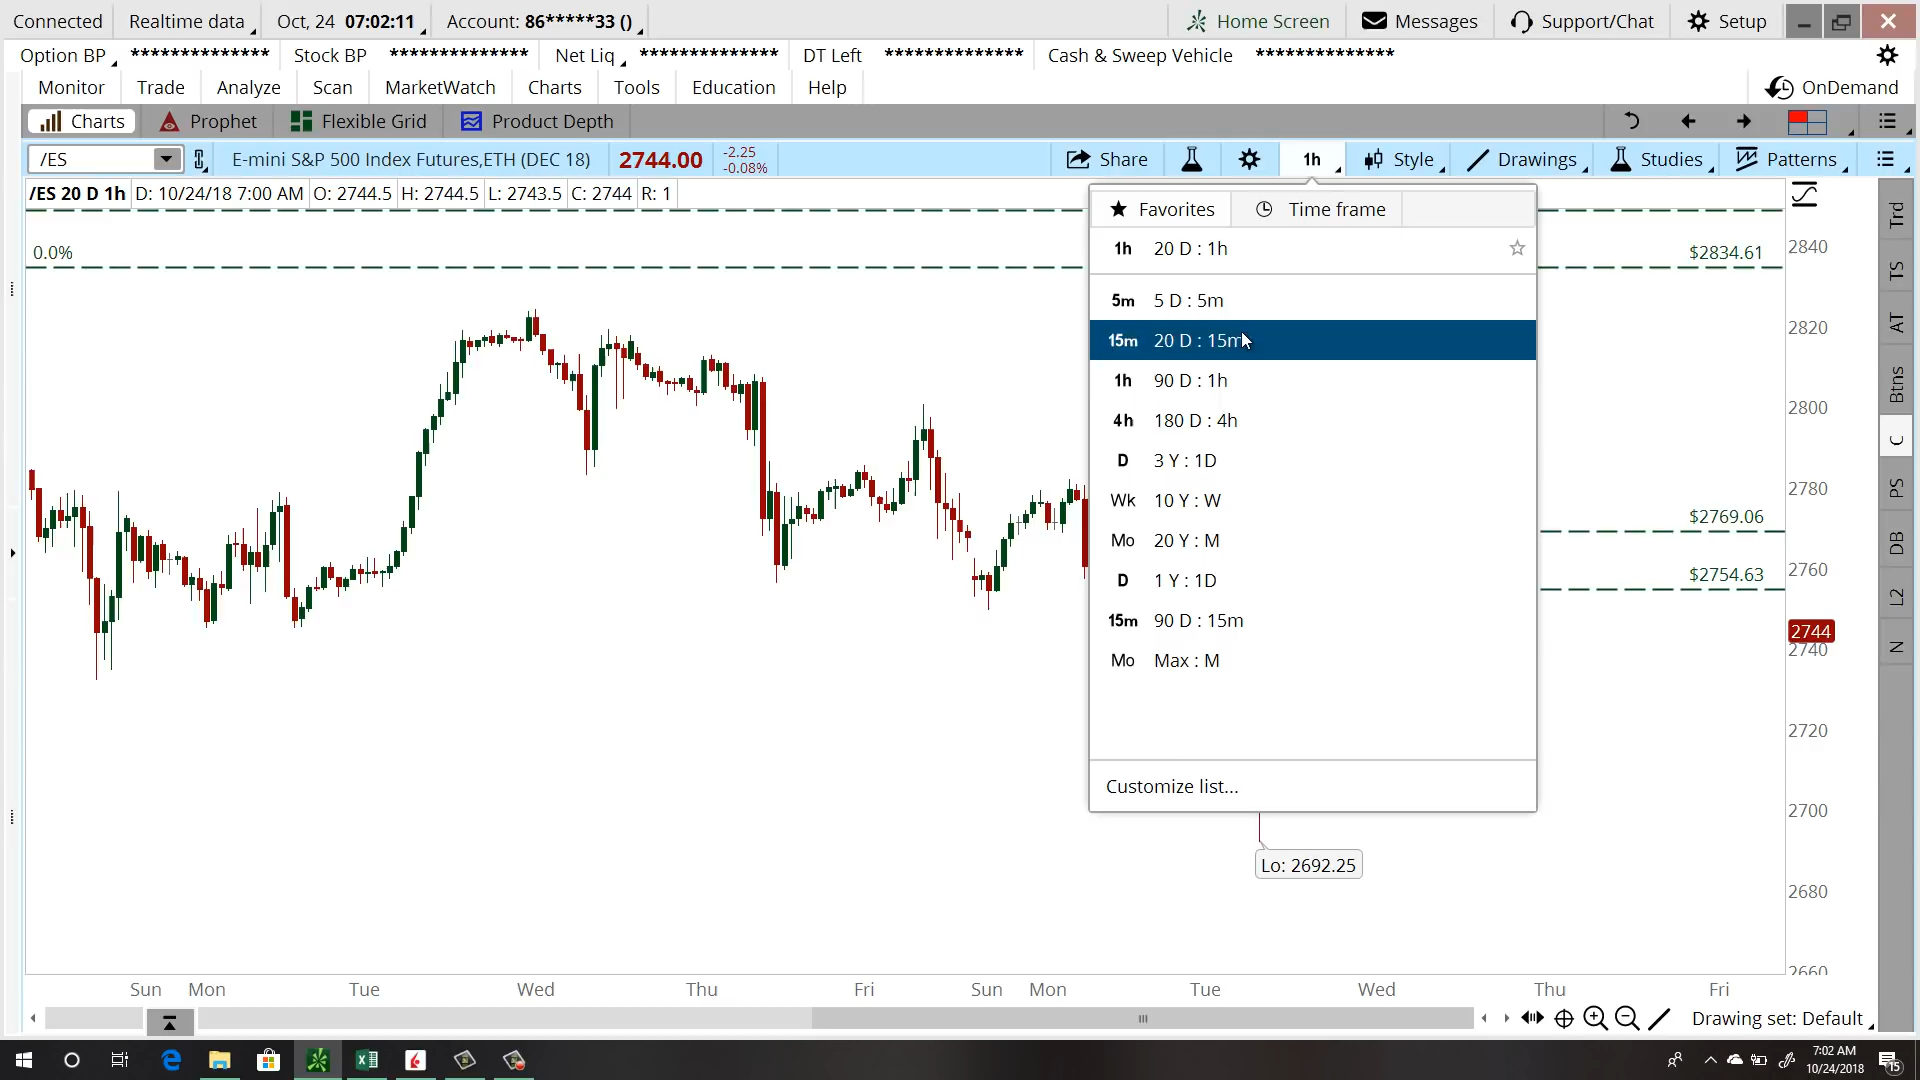 Connected Realtime data Oct, 24 07:02:11 Account: 86*****33 () Home Screen Messages Support/Chat Setup
Option BP ************** Stock BP ************** Net Liq ************** DT Left ************** Cash & Sweep Vehicle **************
Monitor Trade Analyze Scan MarketWatch Charts Tools Education Help OnDemand
Charts Prophet Flexible Grid Product Depth
/ES E-mini S&P 500 Index Futures,ETH (DEC 18) 2744.00 -2.25 Share 1h Style Drawings Studies Patterns
-0.08%
/ES 20 D 1h D: 10/24/18 7:00 AM O: 2744.5 H: 2744.5 L: 2743.5 C: 2744 R: 1
Favorites Time frame
1h 20 D : 1h
5m 5 D : 5m
15m 20 D : 15m
1h 90 D : 1h
4h 180 D : 4h
D 3 Y : 1D
Wk 10 Y : W
Mo 20 Y : M
D 1 Y : 1D
15m 90 D : 15m
Mo Max : M
Customize list...
0.0%
$2834.61
$2769.06
$2754.63
Lo: 2692.25
2840
2820
2800
2780
2760
2744
2740
2720
2700
2680
2660
Trd
TS
AT
Btns
C
PS
DB
L2
N
Sun Mon Tue Wed Thu Fri Sun Mon Tue Wed Thu Fri
Drawing set: Default
7:02 AM
10/24/2018
15